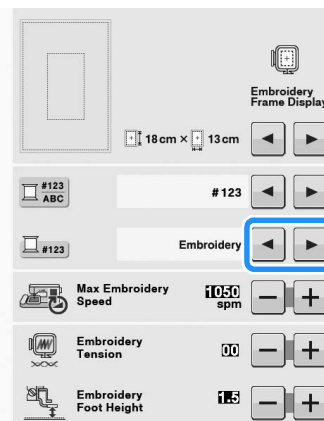 Embroidery
Frame Display
18 cm × 13 cm
#123
ABC
#123
#123
Embroidery
Max Embroidery
Speed
1050
spm
Embroidery
Tension
00
Embroidery
Foot Height
1.5